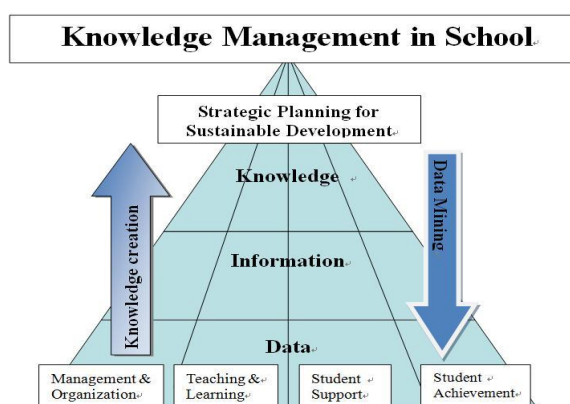 Knowledge Management in School
Strategic Planning for
Sustainable Development
Knowledge
Knowledge creation
Data Mining
Information
Data
Management &
Organization
Teaching &
Learning
Student
Support
Student
Achievement